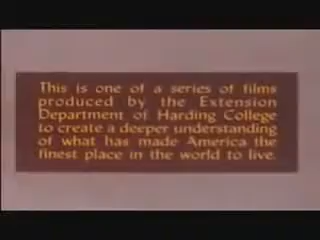 This is one of a series of films
produced by the Extension
Department of Harding College
to create a deeper understanding
of what has made America the
finest place in the world to live.